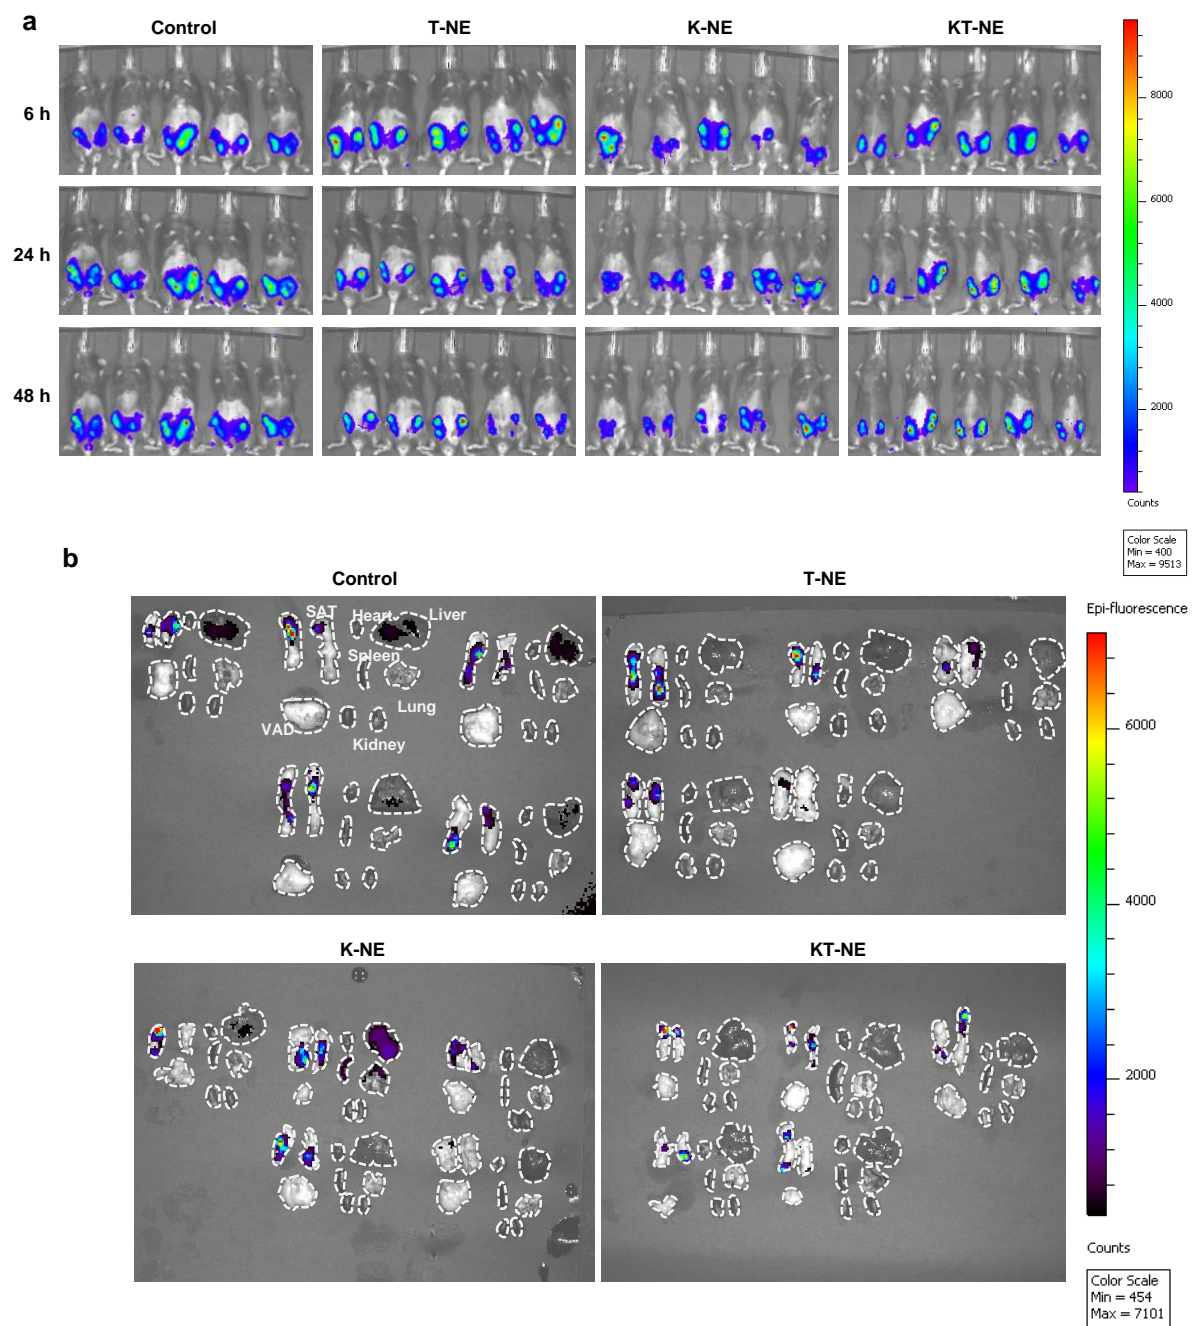 a
Control
T-NE
K-NE
KT-NE
6 h
24 h
48 h
8000
6000
4000
2000
Counts
Color Scale
Min = 400
Max = 9513
b
Control
T-NE
SAT
Heart
Liver
Spleen
Lung
VAD
Kidney
K-NE
KT-NE
Epi-fluorescence
6000
4000
2000
Counts
Color Scale
Min = 454
Max = 7101